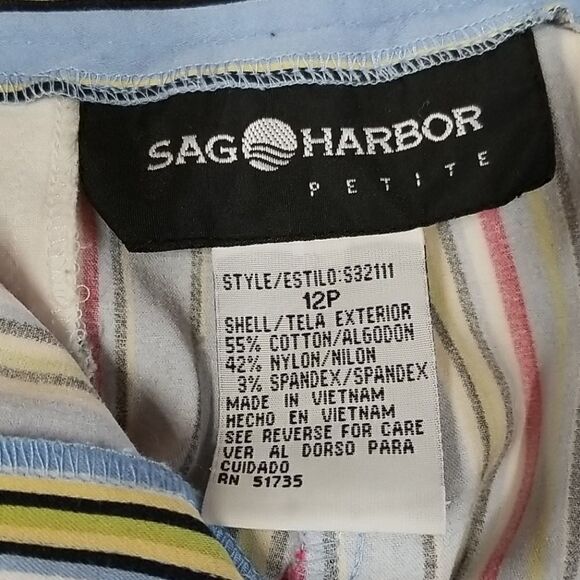 SAG HARBOR
PETITE
STYLE/ESTILO:S32111
12P
SHELL/TELA EXTERIOR
55% COTTON/ALGODON
42% NYLON/NILON
3% SPANDEX/SPANDEX
MADE IN VIETNAM
HECHO EN VIETNAM
SEE REVERSE FOR CARE
VER AL DORSO PARA
CUIDADO
RN 51735